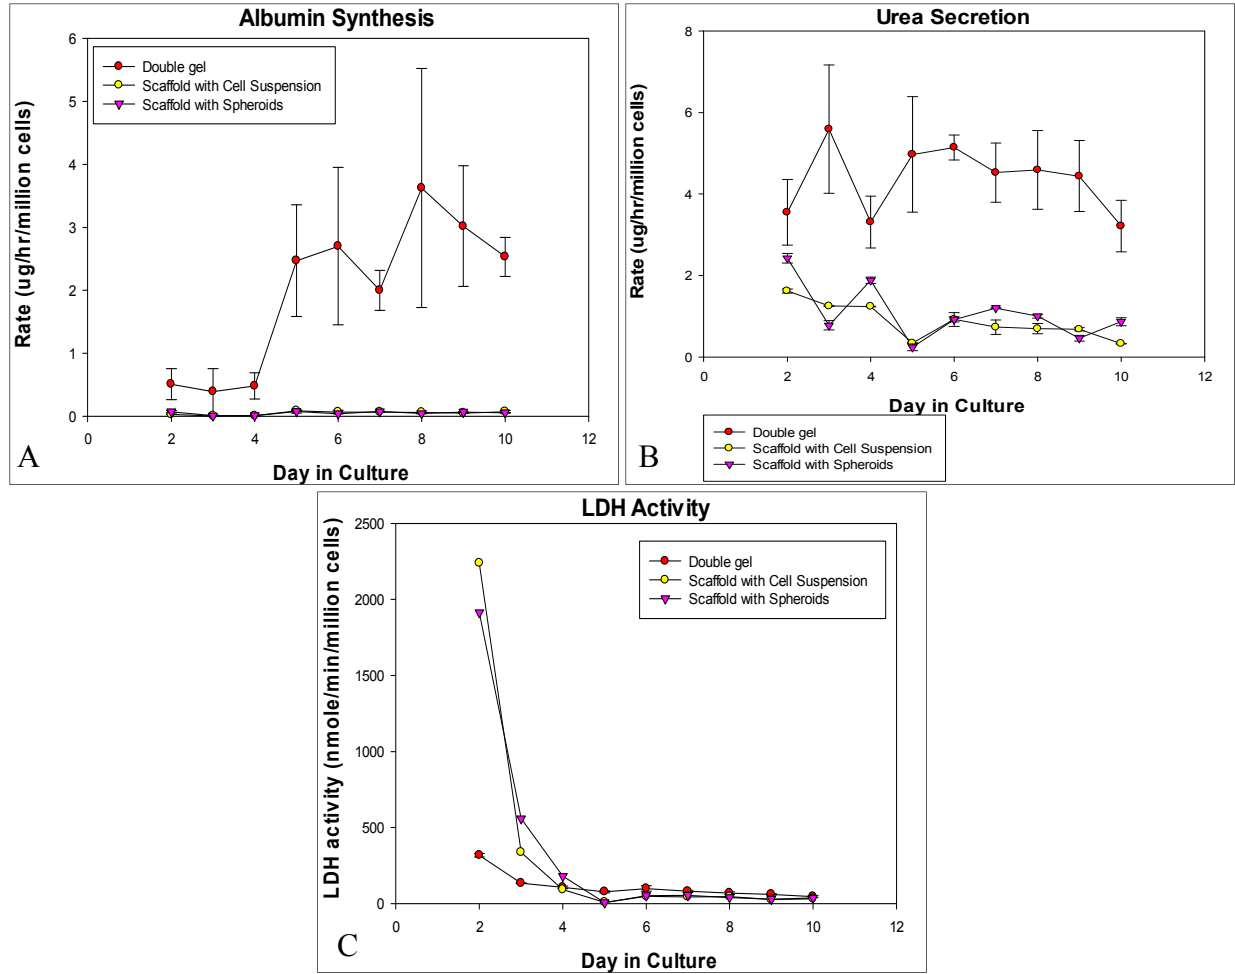 Albumin Synthesis
6
5
4
3
2
1
0
Rate (ug/hr/million cells)
Double gel
Scaffold with Cell Suspension
Scaffold with Spheroids
0 2 4 6 8 10 12
Day in Culture
A
Urea Secretion
8
6
4
2
0
Rate (ug/hr/million cells)
0 2 4 6 8 10 12
Day in Culture
Double gel
Scaffold with Cell Suspension
Scaffold with Spheroids
B
LDH Activity
2500
2000
1500
1000
500
0
LDH activity (nmole/min/million cells)
Double gel
Scaffold with Cell Suspension
Scaffold with Spheroids
0 2 4 6 8 10 12
Day in Culture
C